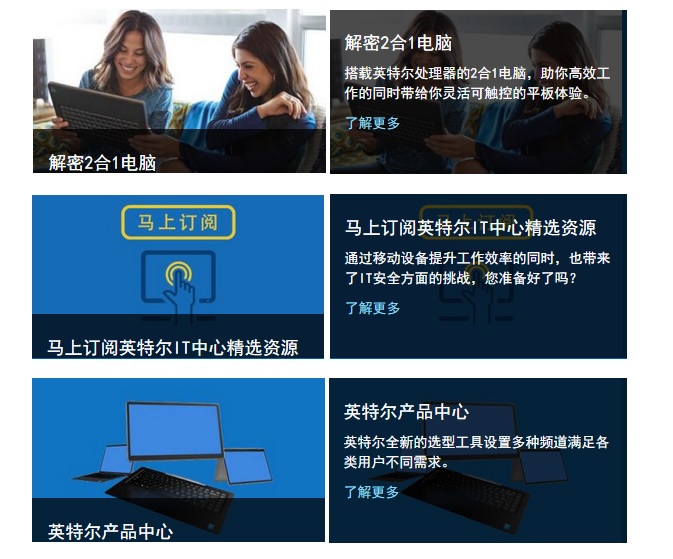 解密2合1电脑
解密2合1电脑
搭载英特尔处理器的2合1电脑，助你高效工
作的同时带给你灵活可触控的平板体验。
了解更多
马上订阅
马上订阅英特尔IT中心精选资源
马上订阅
马上订阅英特尔IT中心精选资源
通过移动设备提升工作效率的同时，也带来
了IT安全方面的挑战，您准备好了吗？
了解更多
英特尔产品中心
英特尔产品中心
英特尔全新的选型工具设置多种频道满足各
类用户不同需求。
了解更多